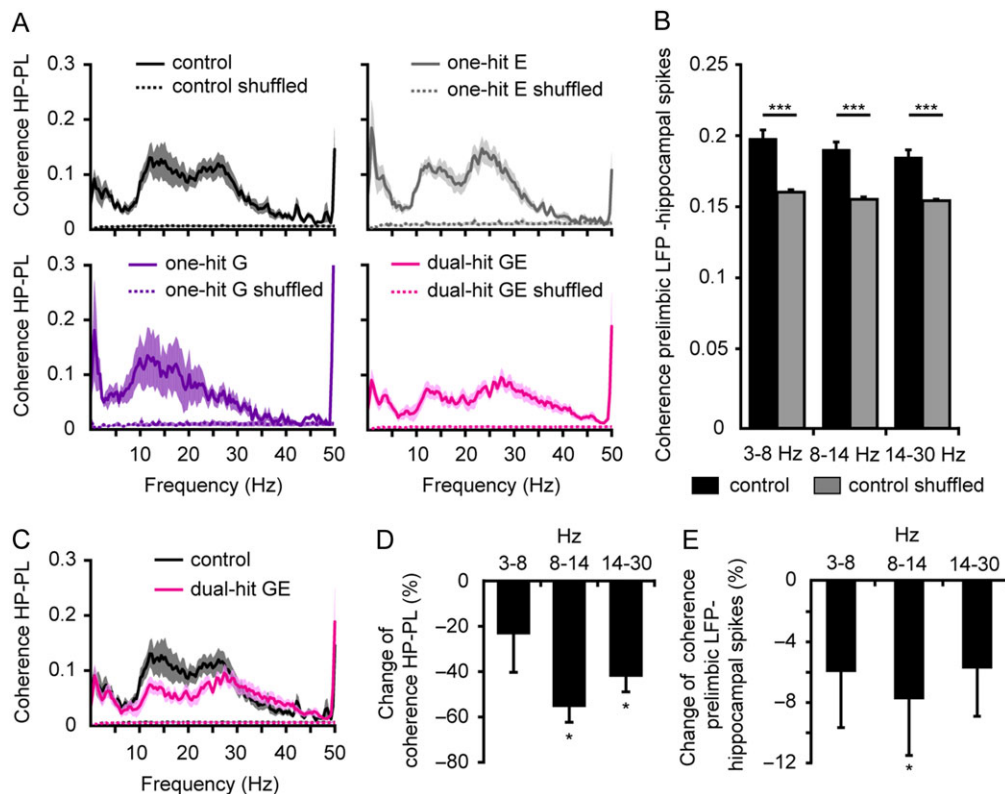 A
Coherence HP-PL
0.3
0.2
0.1
0
control
control shuffled
one-hit E
one-hit E shuffled
Coherence HP-PL
0.3
0.2
0.1
0
10
20
30
40
50
one-hit G
one-hit G shuffled
Frequency (Hz)
10
20
30
40
50
dual-hit GE
dual-hit GE shuffled
Frequency (Hz)
B
Coherence prelimbic LFP -hippocampal spikes
0.25
0.2
0.15
0.15
0.05
0
*** *** ***
3-8 Hz 8-14 Hz 14-30 Hz
control control shuffled
C
Coherence HP-PL
0.3
0.2
0.1
0
control
dual-hit GE
10 20 30 40 50
Frequency (Hz)
D
Hz
3-8 8-14 14-30
Change of
coherence HP-PL (%)
0
−20
−40
−60
−80
*
*
E
Hz
3-8 8-14 14-30
Change of coherence
prelimbic LFP-
hippocampal spikes (%)
0
−4
−6
−8
−12
*